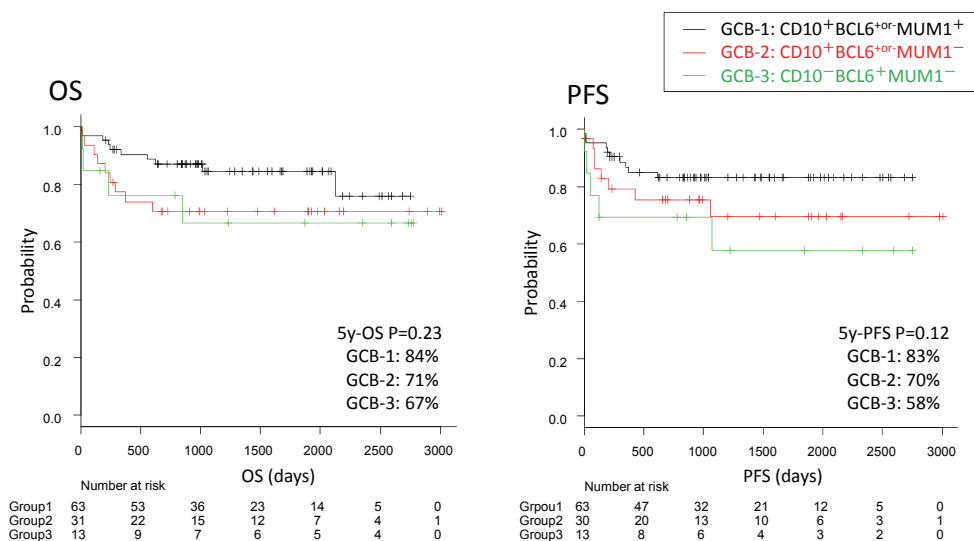 GCB-1: CD10⁺BCL6⁺ᵒʳ⁻MUM1⁺
GCB-2: CD10⁺BCL6⁺ᵒʳ⁻MUM1⁻
GCB-3: CD10⁻BCL6⁺MUM1⁻
OS
1.0
0.8
0.6
0.4
0.2
0.0
Probability
5y-OS P=0.23
GCB-1: 84%
GCB-2: 71%
GCB-3: 67%
0 500 1000 1500 2000 2500 3000
OS (days)
Number at risk
Group1 63 53 36 23 14 5 0
Group2 31 22 15 12 7 4 1
Group3 13 9 7 6 5 4 0
PFS
1.0
0.8
0.6
0.4
0.2
0.0
Probability
5y-PFS P=0.12
GCB-1: 83%
GCB-2: 70%
GCB-3: 58%
0 500 1000 1500 2000 2500 3000
PFS (days)
Number at risk
Grpou1 63 47 32 21 12 5 0
Group2 30 20 13 10 6 3 1
Group3 13 8 6 4 3 2 0